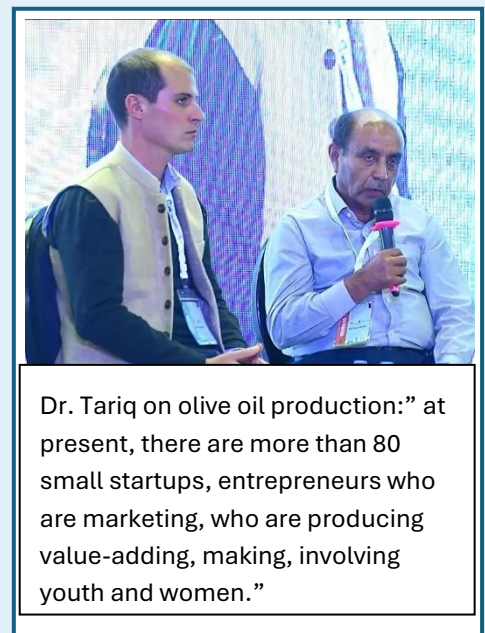 Dr. Tariq on olive oil production:” at
present, there are more than 80
small startups, entrepreneurs who
are marketing, who are producing
value-adding, making, involving
youth and women.”